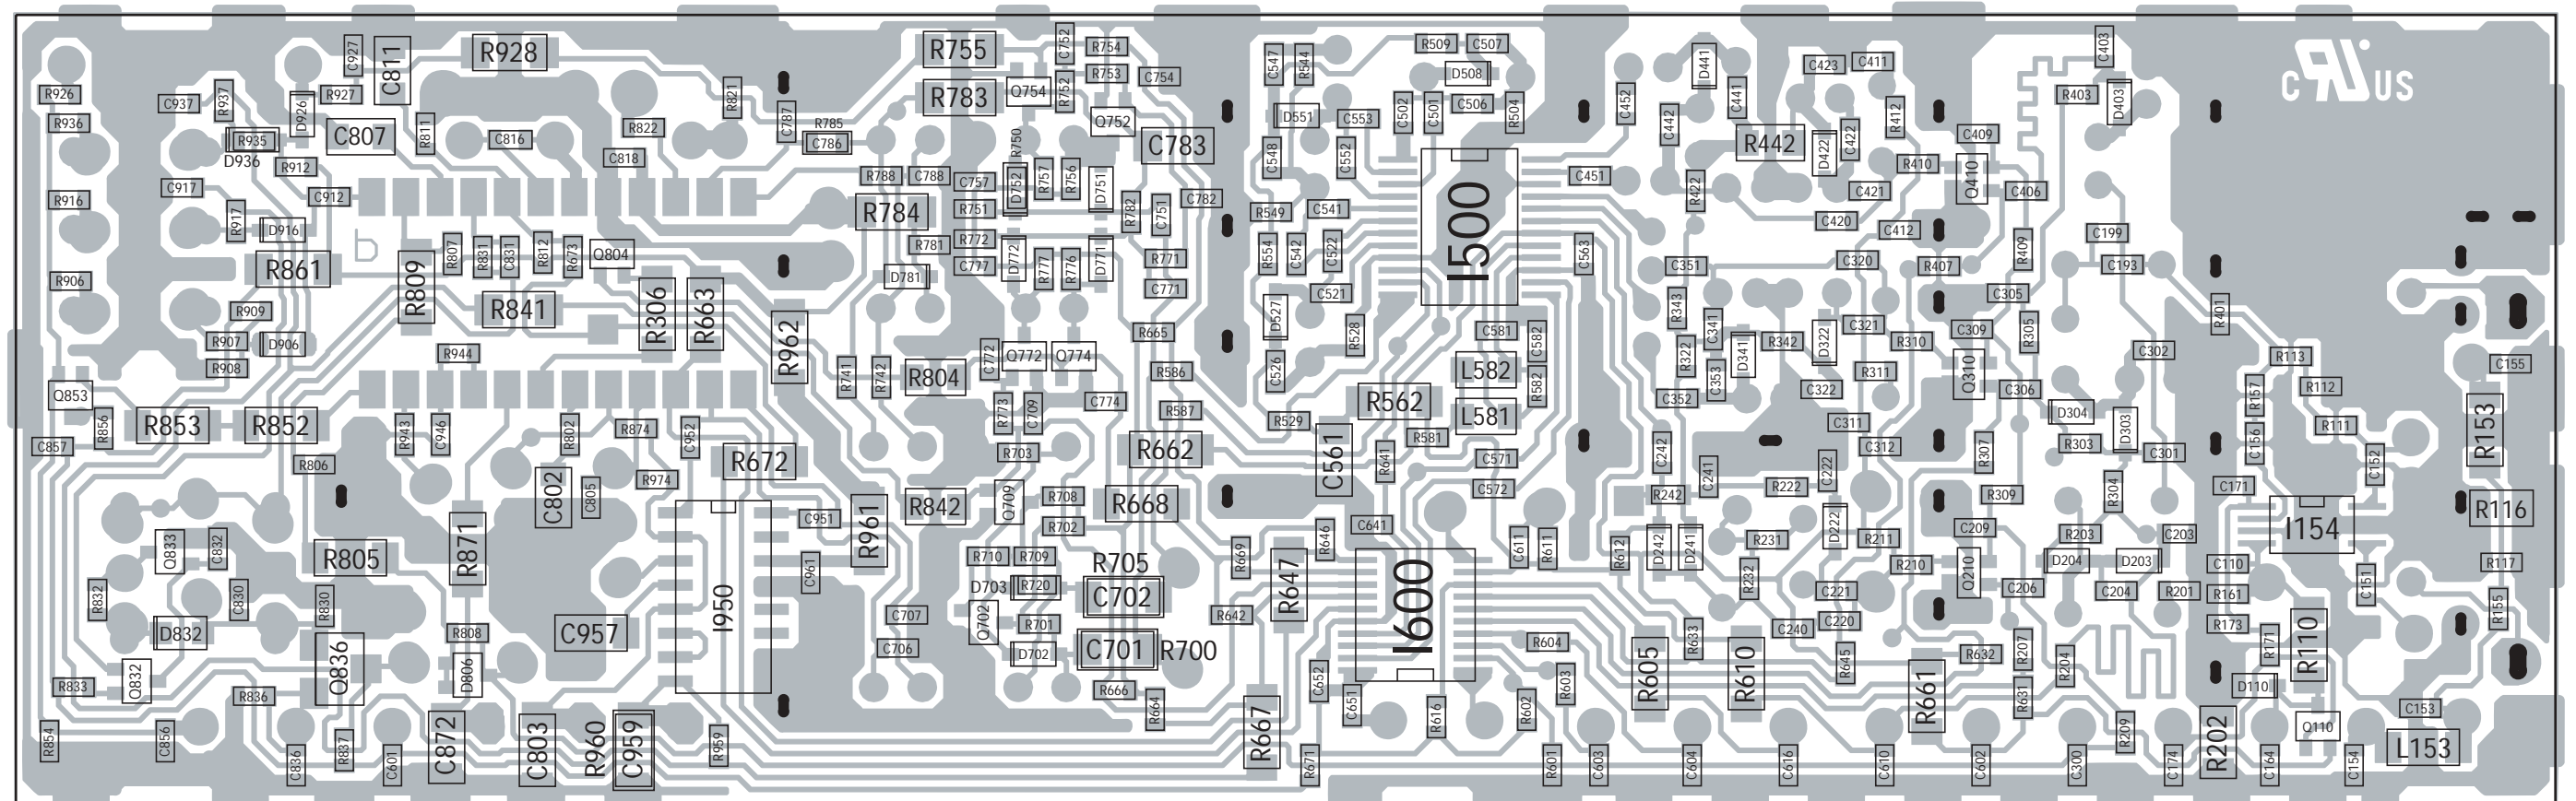 R926 C927 C811 R928 R755 C752 R754 C547 R544 R509 C507 D441 C423 C411 C403
C937 R937 D926 R927 R821 R783 Q754 R753 R752 C754 D508 C452 C441 R403 D403 C US
R936 R935 C807 R811 C816 R822 C787 R785 C786 Q752 D551 C553 C502 C501 C506 R504 C442 R412
D936 R912 C818 R750 C783 C548 C552 R442 D422 C422 C409
C917 C912 R788 C788 C757 D752 R757 R756 D751 C451 R422 C421 R410 Q410 C406
R916 R917 D916 b R784 R751 R782 C751 C782 R549 C541 I500 C420 C412 R409 C199
R861 R807 R831 C831 R812 R673 Q804 R781 R772 D772 R777 R776 D771 R771 R554 C542 C522 C563 C351 C320 R407 C193
R906 R809 D781 C777 C771 C521 C305
R909 R841 R306 R663 D527 R343 C341 C321 R401
R907 D906 R944 R962 R665 R528 C581 C582 R322 D341 R342 D322 R310 C309 R305 C302 R113
R908 R741 R742 R804 C772 Q772 Q774 R586 C526 L582 R582 C353 C322 R311 Q310 C306 R112 C155
Q853 R856 R853 R852 R943 C946 R802 R874 C952 R773 C709 C774 R587 R529 R562 L581 C352 C311 D304 D303 R157 R111 R153
C857 R806 R672 R703 R662 C561 R641 R581 C571 C242 C241 C312 R307 R303 C301 C156 C152
C802 C805 R974 R842 Q709 R708 R668 C572 R242 R222 C222 R309 R304 C171 R116
Q833 C832 R805 R871 C951 R961 R702 C641 R646 C611 R611 R612 D242 D241 R231 D222 R211 C209 R203 C203 I154
C961 R710 R709 R705 R669 R647 R232 R210 Q210 D204 D203 C110 R117
R832 C830 R830 I950 D703 R720 C702 I600 C221 C206 C204 R201 R161 C151
D832 R808 C957 C707 Q702 R701 R642 R604 R633 C240 C220 R173 R155
Q832 Q836 D806 C706 D702 C701 R700 R605 R610 R645 R632 R207 R204 R171 R110
R833 R836 R666 C652 R603 R661 R631 D110
R854 C856 C872 C803 R960 C959 R959 R664 R667 C651 R616 R602 R209 R202 Q110 C153 L153
C836 R837 C601 R671 R601 C603 C604 C616 C610 C602 C300 C174 C164 C154